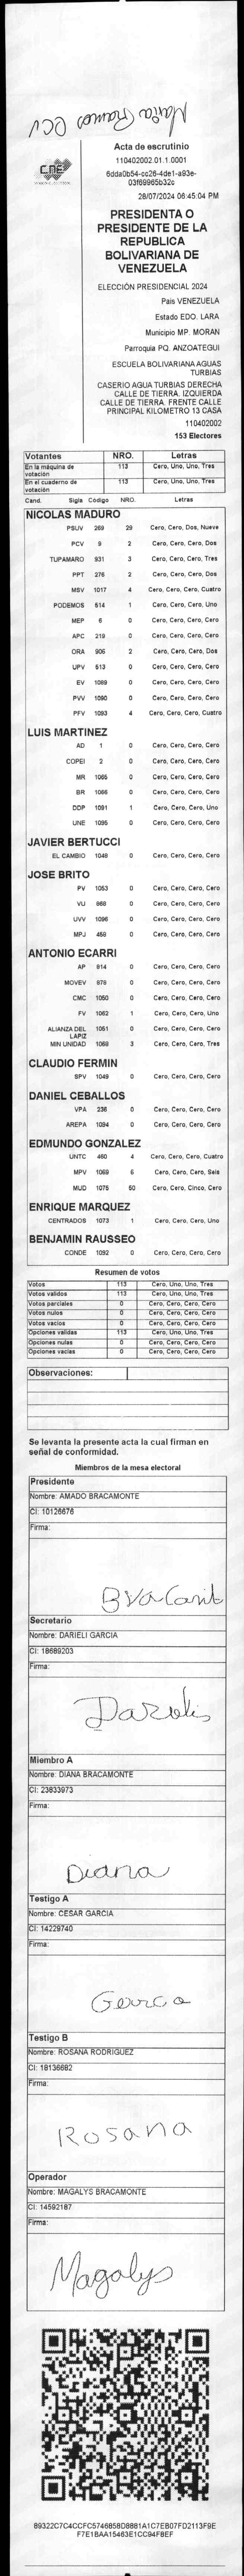 Maria Ramos CCV
CNE
Acta de escrutinio
110402002.01.1.0001
6dda0b54-cc26-4de1-a93e-
03f69965b32c
28/07/2024 06:45:04 PM
PRESIDENTA O
PRESIDENTE DE LA
REPUBLICA
BOLIVARIANA DE
VENEZUELA
ELECCIÓN PRESIDENCIAL 2024
Pais VENEZUELA
Estado EDO. LARA
Municipio MP. MORAN
Parroquia PQ. ANZOATEGUI
ESCUELA BOLIVARIANA AGUAS
TURBIAS
CASERIO AGUA TURBIAS DERECHA
CALLE DE TIERRA. IZQUIERDA
CALLE DE TIERRA. FRENTE CALLE
PRINCIPAL KILOMETRO 13 CASA
110402002
153 Electores
Votantes NRO. Letras
En la máquina de votación 113 Cero, Uno, Uno, Tres
En el cuaderno de votación 113 Cero, Uno, Uno, Tres
Cand. Sigla Código NRO. Letras
NICOLAS MADURO
PSUV 269 29 Cero, Cero, Dos, Nueve
PCV 9 2 Cero, Cero, Cero, Dos
TUPAMARO 931 3 Cero, Cero, Cero, Tres
PPT 276 2 Cero, Cero, Cero, Dos
MSV 1017 4 Cero, Cero, Cero, Cuatro
PODEMOS 514 1 Cero, Cero, Cero, Uno
MEP 6 0 Cero, Cero, Cero, Cero
APC 219 0 Cero, Cero, Cero, Cero
ORA 906 2 Cero, Cero, Cero, Dos
UPV 513 0 Cero, Cero, Cero, Cero
EV 1089 0 Cero, Cero, Cero, Cero
PVV 1090 0 Cero, Cero, Cero, Cero
PFV 1093 4 Cero, Cero, Cero, Cuatro
LUIS MARTINEZ
AD 1 0 Cero, Cero, Cero, Cero
COPEI 2 0 Cero, Cero, Cero, Cero
MR 1065 0 Cero, Cero, Cero, Cero
BR 1066 0 Cero, Cero, Cero, Cero
DDP 1091 1 Cero, Cero, Cero, Uno
UNE 1095 0 Cero, Cero, Cero, Cero
JAVIER BERTUCCI
EL CAMBIO 1048 0 Cero, Cero, Cero, Cero
JOSE BRITO
PV 1053 0 Cero, Cero, Cero, Cero
VU 868 0 Cero, Cero, Cero, Cero
UVV 1096 0 Cero, Cero, Cero, Cero
MPJ 458 0 Cero, Cero, Cero, Cero
ANTONIO ECARRI
AP 814 0 Cero, Cero, Cero, Cero
MOVEV 879 0 Cero, Cero, Cero, Cero
CMC 1050 0 Cero, Cero, Cero, Cero
FV 1062 1 Cero, Cero, Cero, Uno
ALIANZA DEL LAPIZ 1051 0 Cero, Cero, Cero, Cero
MIN UNIDAD 1068 3 Cero, Cero, Cero, Tres
CLAUDIO FERMIN
SPV 1049 0 Cero, Cero, Cero, Cero
DANIEL CEBALLOS
VPA 236 0 Cero, Cero, Cero, Cero
AREPA 1094 0 Cero, Cero, Cero, Cero
EDMUNDO GONZALEZ
UNTC 460 4 Cero, Cero, Cero, Cuatro
MPV 1069 6 Cero, Cero, Cero, Seis
MUD 1075 50 Cero, Cero, Cinco, Cero
ENRIQUE MARQUEZ
CENTRADOS 1073 1 Cero, Cero, Cero, Uno
BENJAMIN RAUSSEO
CONDE 1092 0 Cero, Cero, Cero, Cero
Resumen de votos
Votos 113 Cero, Uno, Uno, Tres
Votos validos 113 Cero, Uno, Uno, Tres
Votos parciales 0 Cero, Cero, Cero, Cero
Votos nulos 0 Cero, Cero, Cero, Cero
Votos vacios 0 Cero, Cero, Cero, Cero
Opciones validas 113 Cero, Uno, Uno, Tres
Opciones nulas 0 Cero, Cero, Cero, Cero
Opciones vacias 0 Cero, Cero, Cero, Cero
Observaciones:
Se levanta la presente acta la cual firman en
señal de conformidad.
Miembros de la mesa electoral
Presidente
Nombre: AMADO BRACAMONTE
CI: 10126676
Firma:
Secretario
Nombre: DARIELI GARCIA
CI: 18689203
Firma:
Miembro A
Nombre: DIANA BRACAMONTE
CI: 23833973
Firma:
Diana
Testigo A
Nombre: CESAR GARCIA
CI: 14229740
Firma:
Testigo B
Nombre: ROSANA RODRIGUEZ
CI: 18136682
Firma:
Rosana
Operador
Nombre: MAGALYS BRACAMONTE
CI: 14592187
Firma:
Magalys
89322C7C4CCFC5746858D8881A1C7EB07FD2113F9E
F7E1BAA15463E1CC94F8EF